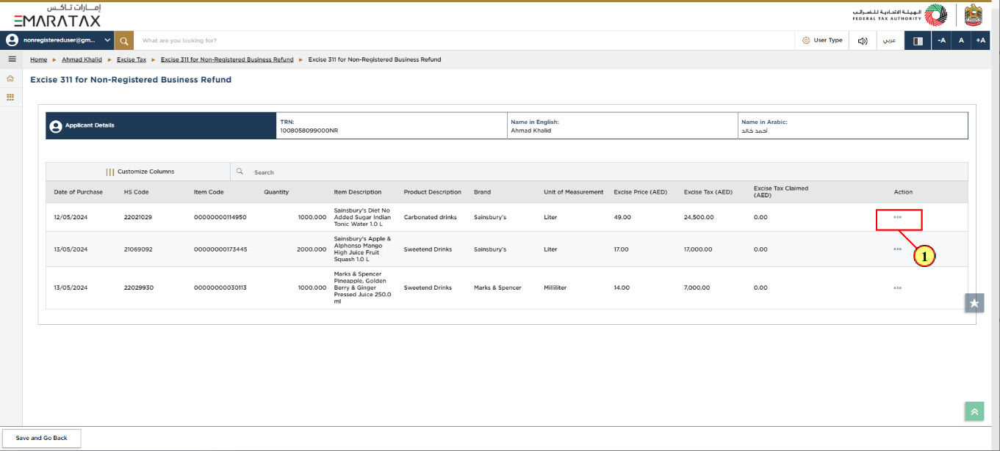 إمـارات تـاكـس
EMARATAX
الهيئة الاتحادية للضرائب
FEDERAL TAX AUTHORITY
nonregistereduser@gm...
What are you looking for?
User Type
عربي
-A
A
+A
Home ▸ Ahmad Khalid ▸ Excise Tax ▸ Excise 311 for Non-Registered Business Refund ▸ Excise 311 for Non-Registered Business Refund
Excise 311 for Non-Registered Business Refund
Applicant Details
TRN:
1008058099000NR
Name in English:
Ahmad Khalid
Name in Arabic:
أحمد خالد
Customize Columns
Search
Date of Purchase HS Code Item Code Quantity Item Description Product Description Brand Unit of Measurement Excise Price (AED) Excise Tax (AED) Excise Tax Claimed (AED) Action
12/05/2024 22021029 00000000114950 1000.000 Sainsbury's Diet No Added Sugar Indian Tonic Water 1.0 L Carbonated drinks Sainsbury's Liter 49.00 24,500.00 0.00
13/05/2024 21069092 00000000173445 2000.000 Sainsbury's Apple & Alphonso Mango High Juice Fruit Squash 1.0 L Sweetend Drinks Sainsbury's Liter 17.00 17,000.00 0.00
1
13/05/2024 22029930 00000000030113 1000.000 Marks & Spencer Pineapple, Golden Berry & Ginger Pressed Juice 250.0 ml Sweetend Drinks Marks & Spencer Milliliter 14.00 7,000.00 0.00
Save and Go Back